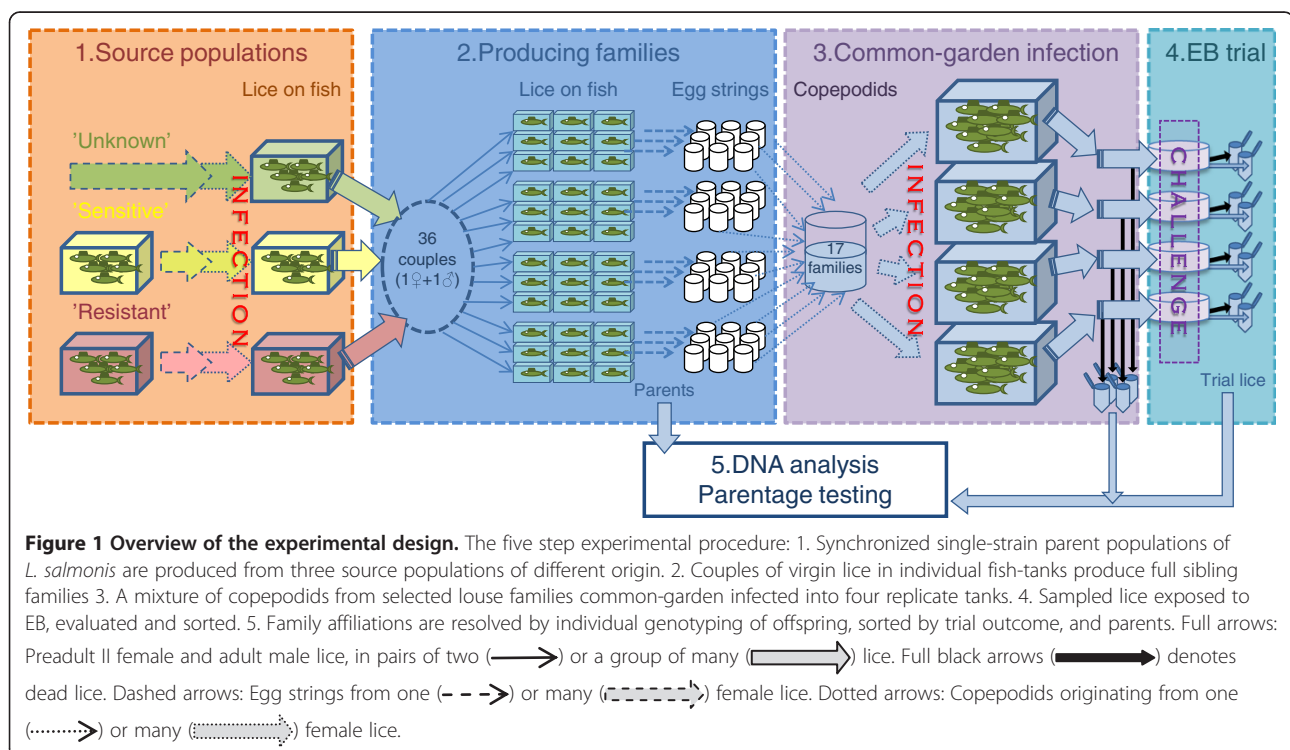 1.Source populations
2.Producing families
3.Common-garden infection
4.EB trial
Lice on fish
Lice on fish
Egg strings
Copepodids
'Unknown'
'Sensitive'
'Resistant'
INFECTION
36
couples
(1♀+1♂)
17
families
INFECTION
CHALLENGE
Parents
Trial lice
5.DNA analysis
Parentage testing
Figure 1 Overview of the experimental design. The five step experimental procedure: 1. Synchronized single-strain parent populations of
L. salmonis are produced from three source populations of different origin. 2. Couples of virgin lice in individual fish-tanks produce full sibling
families 3. A mixture of copepodids from selected louse families common-garden infected into four replicate tanks. 4. Sampled lice exposed to
EB, evaluated and sorted. 5. Family affiliations are resolved by individual genotyping of offspring, sorted by trial outcome, and parents. Full arrows:
Preadult II female and adult male lice, in pairs of two ( ) or a group of many ( ) lice. Full black arrows ( ) denotes
dead lice. Dashed arrows: Egg strings from one ( ) or many ( ) female lice. Dotted arrows: Copepodids originating from one
( ) or many ( ) female lice.